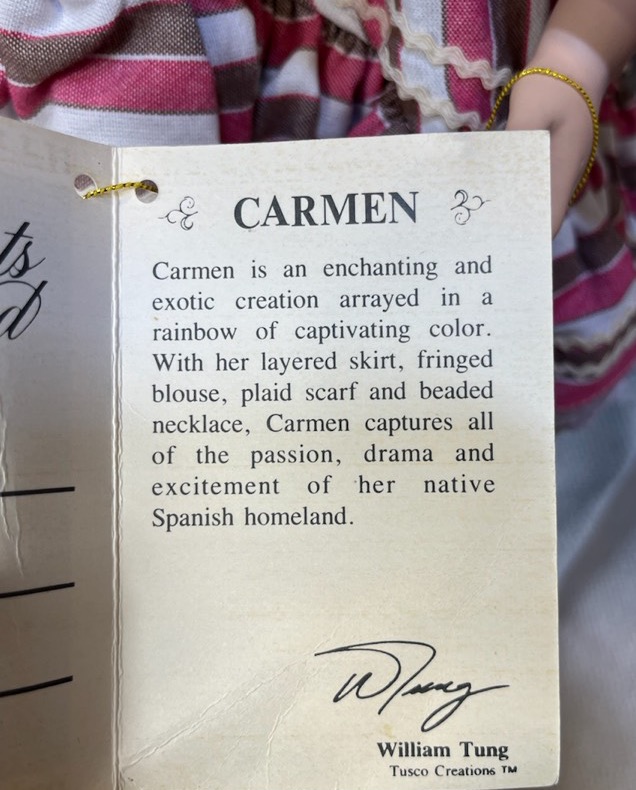 ts
d
CARMEN
Carmen is an enchanting and
exotic creation arrayed in a
rainbow of captivating color.
With her layered skirt, fringed
blouse, plaid scarf and beaded
necklace, Carmen captures all
of the passion, drama and
excitement of her native
Spanish homeland.
W Tung
William Tung
Tusco Creations TM